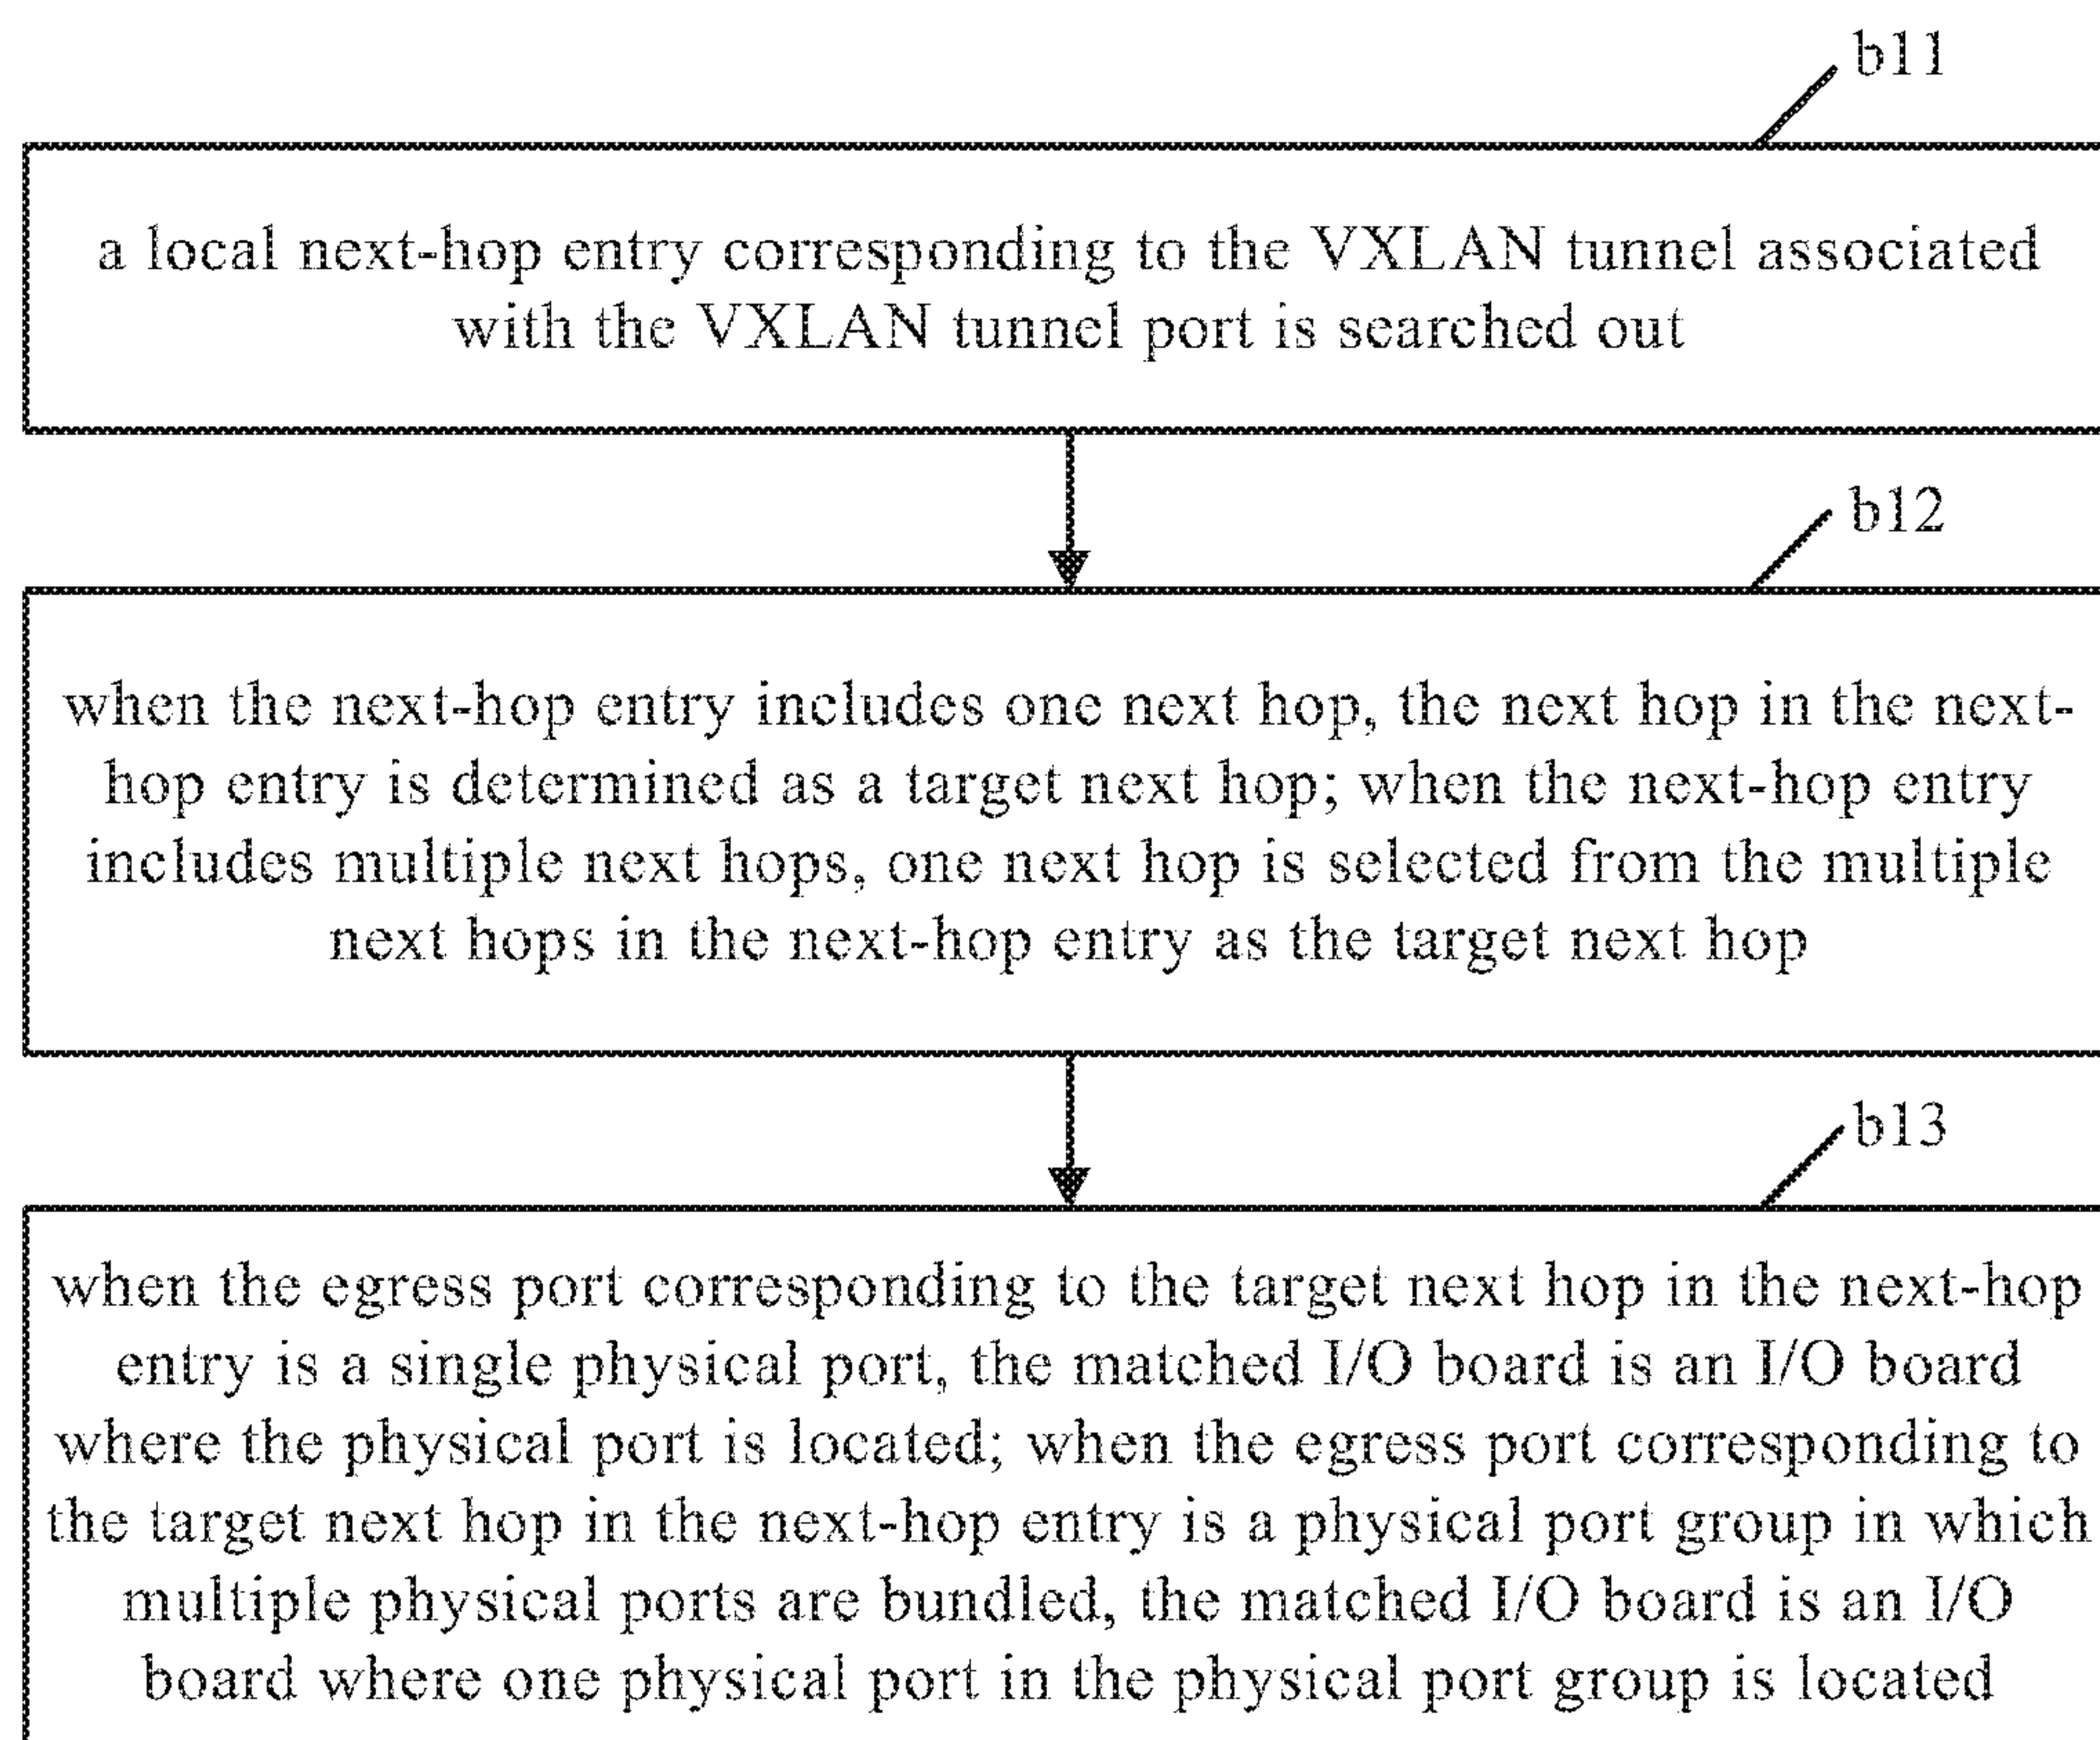 b11
a local next-hop entry corresponding to the VXLAN tunnel associated
with the VXLAN tunnel port is searched out
b12
when the next-hop entry includes one next hop, the next hop in the next-
hop entry is determined as a target next hop; when the next-hop entry
includes multiple next hops, one next hop is selected from the multiple
next hops in the next-hop entry as the target next hop
b13
when the egress port corresponding to the target next hop in the next-hop
entry is a single physical port, the matched I/O board is an I/O board
where the physical port is located; when the egress port corresponding to
the target next hop in the next-hop entry is a physical port group in which
multiple physical ports are bundled, the matched I/O board is an I/O
board where one physical port in the physical port group is located